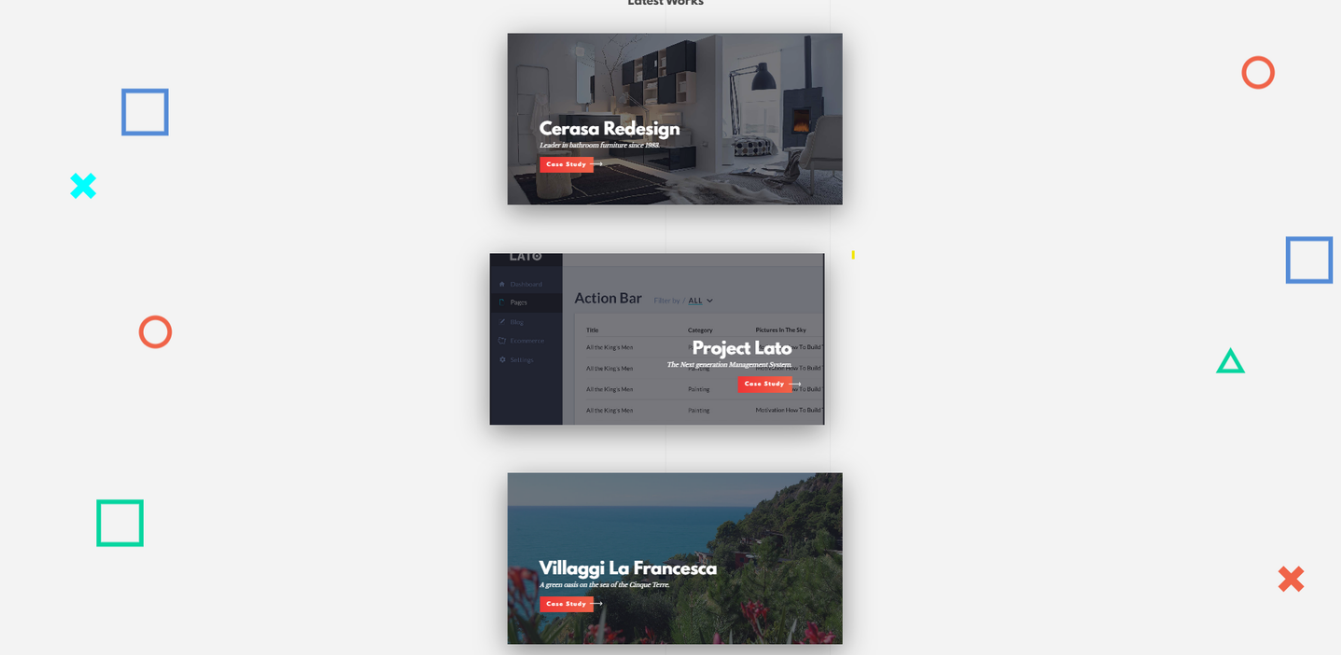 Latest Works
Cerasa Redesign
Leader in bathroom furniture since 1983.
Case Study
LATO
Dashboard
Pages
Blog
Ecommerce
Settings
Action Bar
Filter by / ALL
Title Category Pictures In The Sky
All the King's Men Painting How To Build
All the King's Men Painting How To Build
All the King's Men Painting How To Build
All the King's Men Painting Motivation How To Build
Project Lato
The Next generation Management System.
Case Study
Villaggi La Francesca
A green oasis on the sea of the Cinque Terre.
Case Study